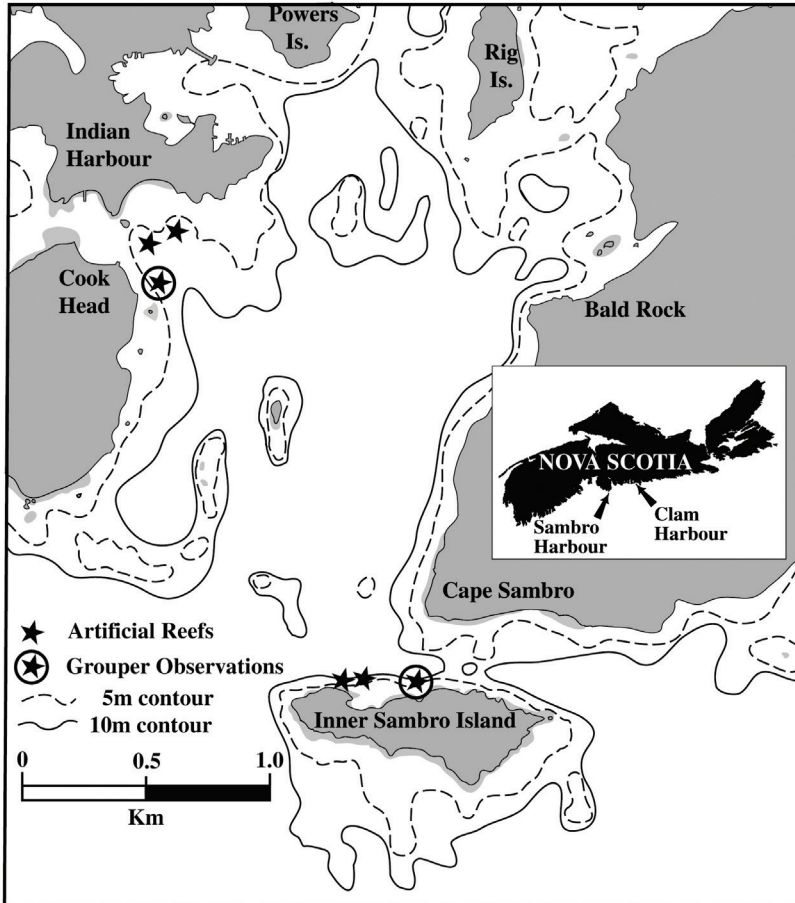 Powers
Is.
Rig
Is.
Indian
Harbour
Cook
Head
Bald Rock
NOVA SCOTIA
Sambro
Harbour
Clam
Harbour
Cape Sambro
Artificial Reefs
Grouper Observations
5m contour
10m contour
Inner Sambro Island
0 0.5 1.0
Km